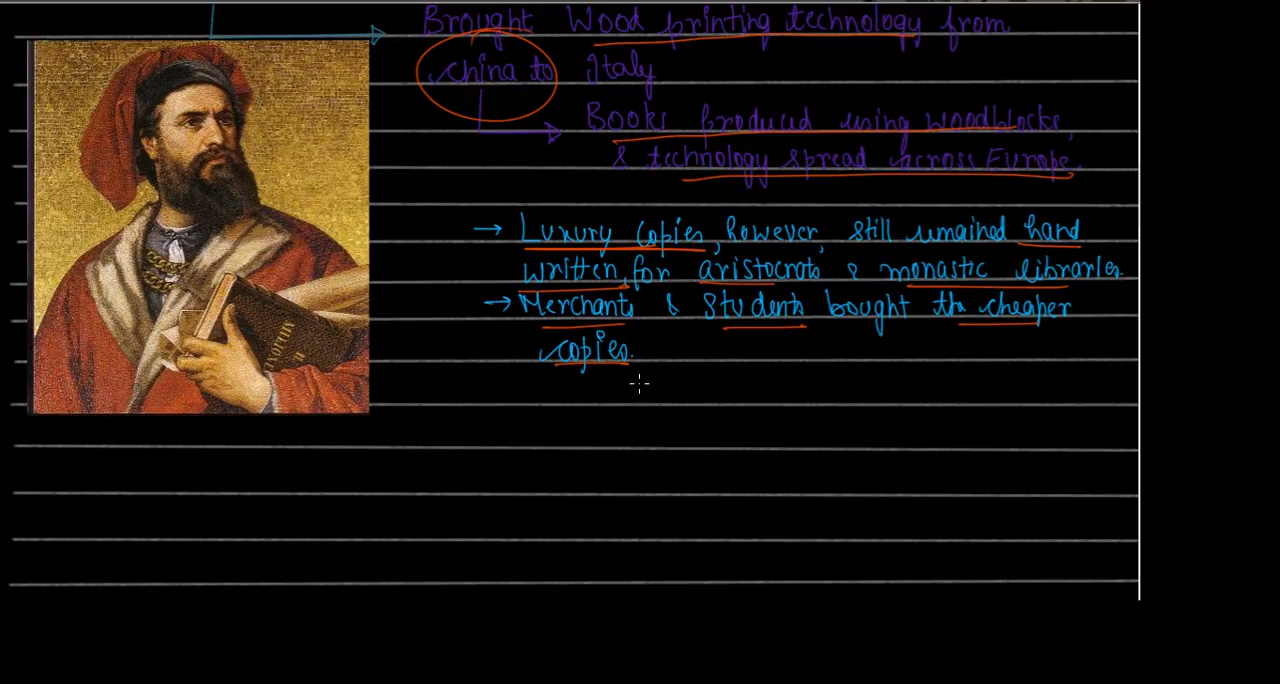 Brought Wood printing technology from
china to Italy
Books produced using woodblocks,
& technology spread across Europe.
→ Luxury copies, however, still remained hand
written, for aristocrats & monastic libraries.
→ Merchants & Students bought the cheaper
copies.